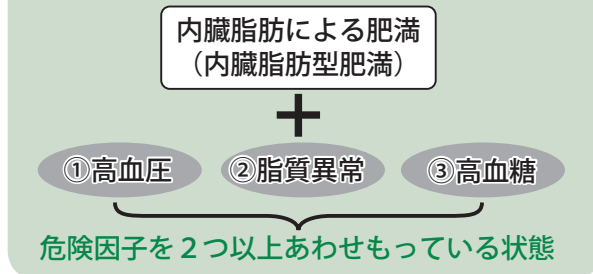 内臓脂肪による肥満
（内臓脂肪型肥満）
＋
①高血圧 ②脂質異常 ③高血糖
危険因子を２つ以上あわせもっている状態